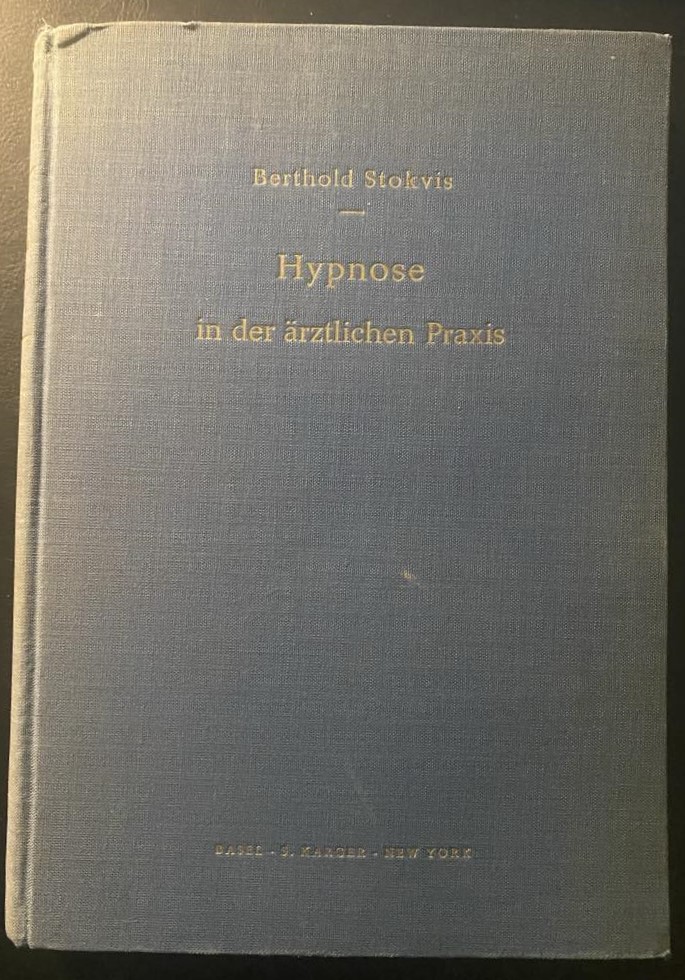 Berthold Stokvis
Hypnose
in der ärztlichen Praxis
BASEL · S. KARGER · NEW YORK